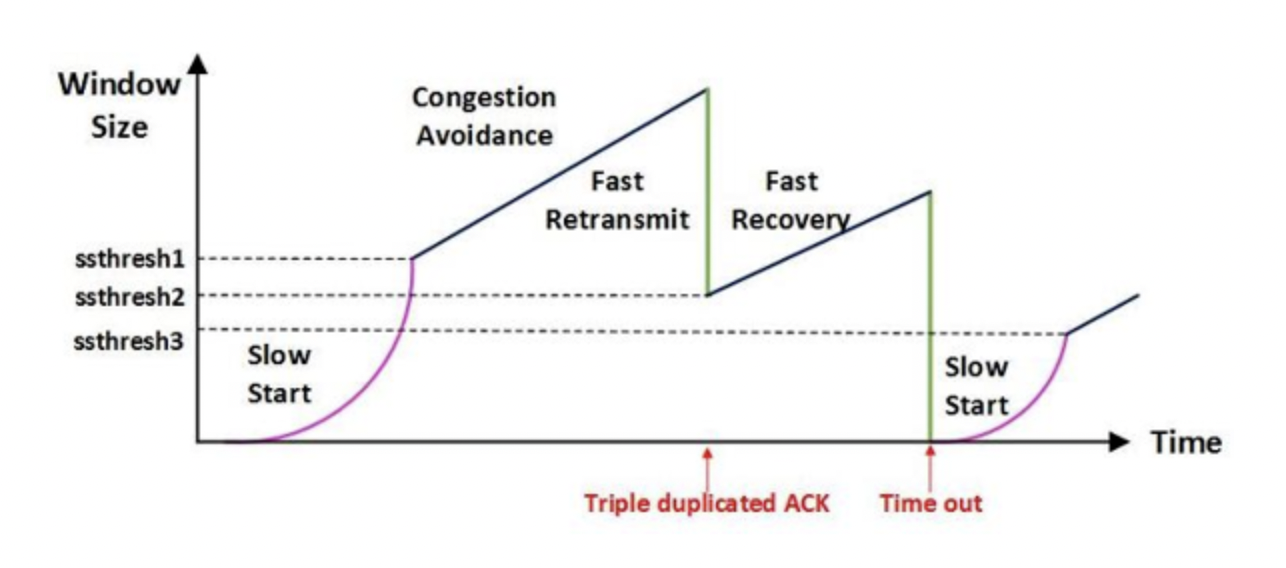 Window
Size
Congestion
Avoidance
Fast
Retransmit
Fast
Recovery
ssthresh1
ssthresh2
ssthresh3
Slow
Start
Slow
Start
Time
Triple duplicated ACK
Time out